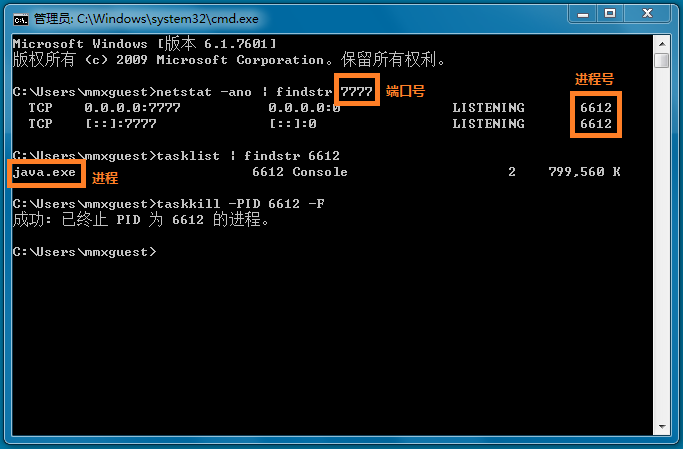 管理员: C:\Windows\system32\cmd.exe
Microsoft Windows [版本 6.1.7601]
版权所有 (c) 2009 Microsoft Corporation。保留所有权利。
进程号
C:\Users\mmxguest>netstat -ano | findstr 7777 端口号
TCP 0.0.0.0:7777 0.0.0.0:0 LISTENING 6612
TCP [::]:7777 [::]:0 LISTENING 6612
C:\Users\mmxguest>tasklist | findstr 6612
java.exe 进程 6612 Console 2 799,560 K
C:\Users\mmxguest>taskkill -PID 6612 -F
成功: 已终止 PID 为 6612 的进程。
C:\Users\mmxguest>